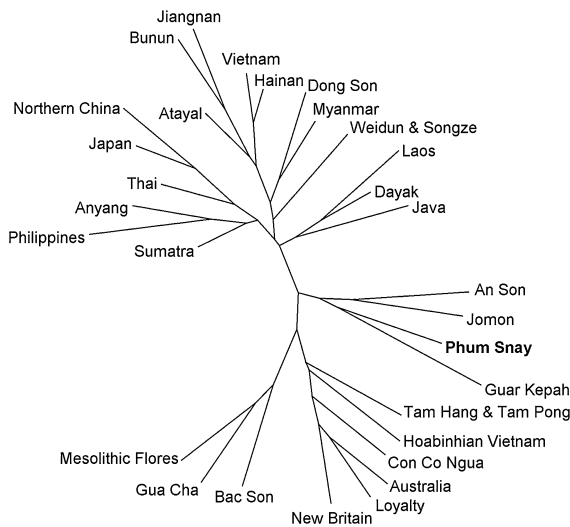 Jiangnan
Bunun
Vietnam
Hainan
Dong Son
Northern China
Atayal
Myanmar
Weidun & Songze
Japan
Laos
Thai
Dayak
Anyang
Java
Philippines
Sumatra
An Son
Jomon
Phum Snay
Guar Kepah
Tam Hang & Tam Pong
Hoabinhian Vietnam
Mesolithic Flores
Con Co Ngua
Gua Cha
Australia
Bac Son
Loyalty
New Britain